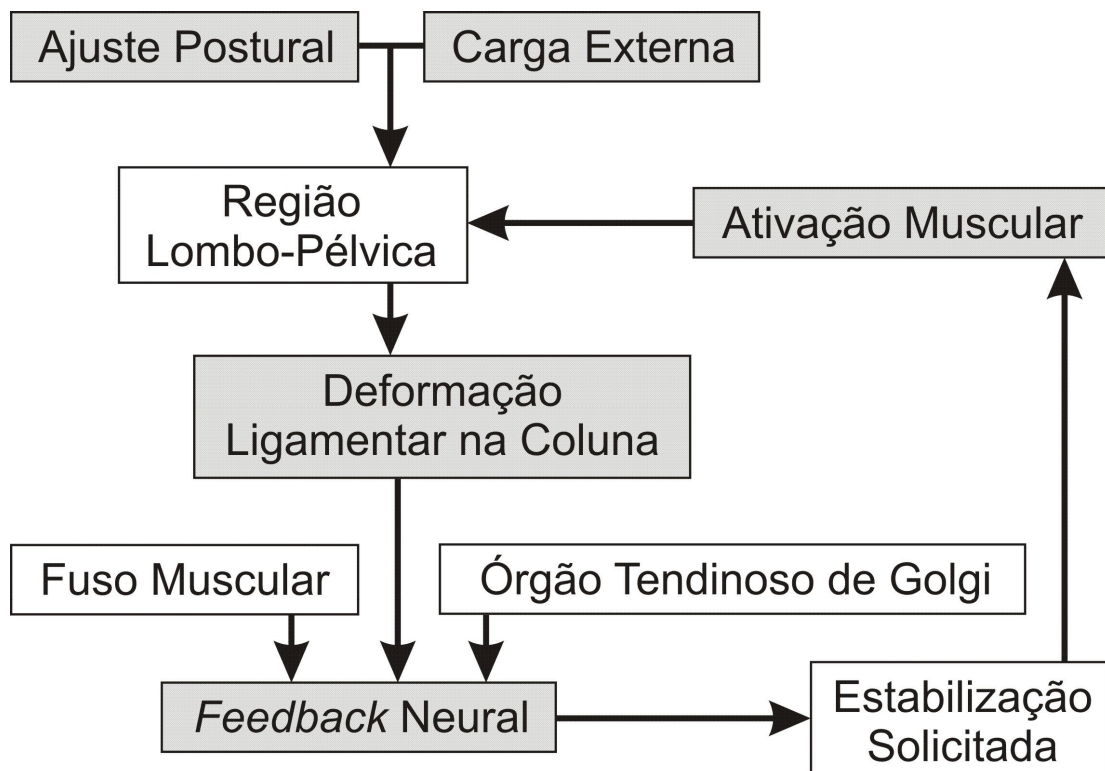 Ajuste Postural
Carga Externa
Região
Lombo-Pélvica
Ativação Muscular
Deformação
Ligamentar na Coluna
Fuso Muscular
Órgão Tendinoso de Golgi
Feedback Neural
Estabilização
Solicitada